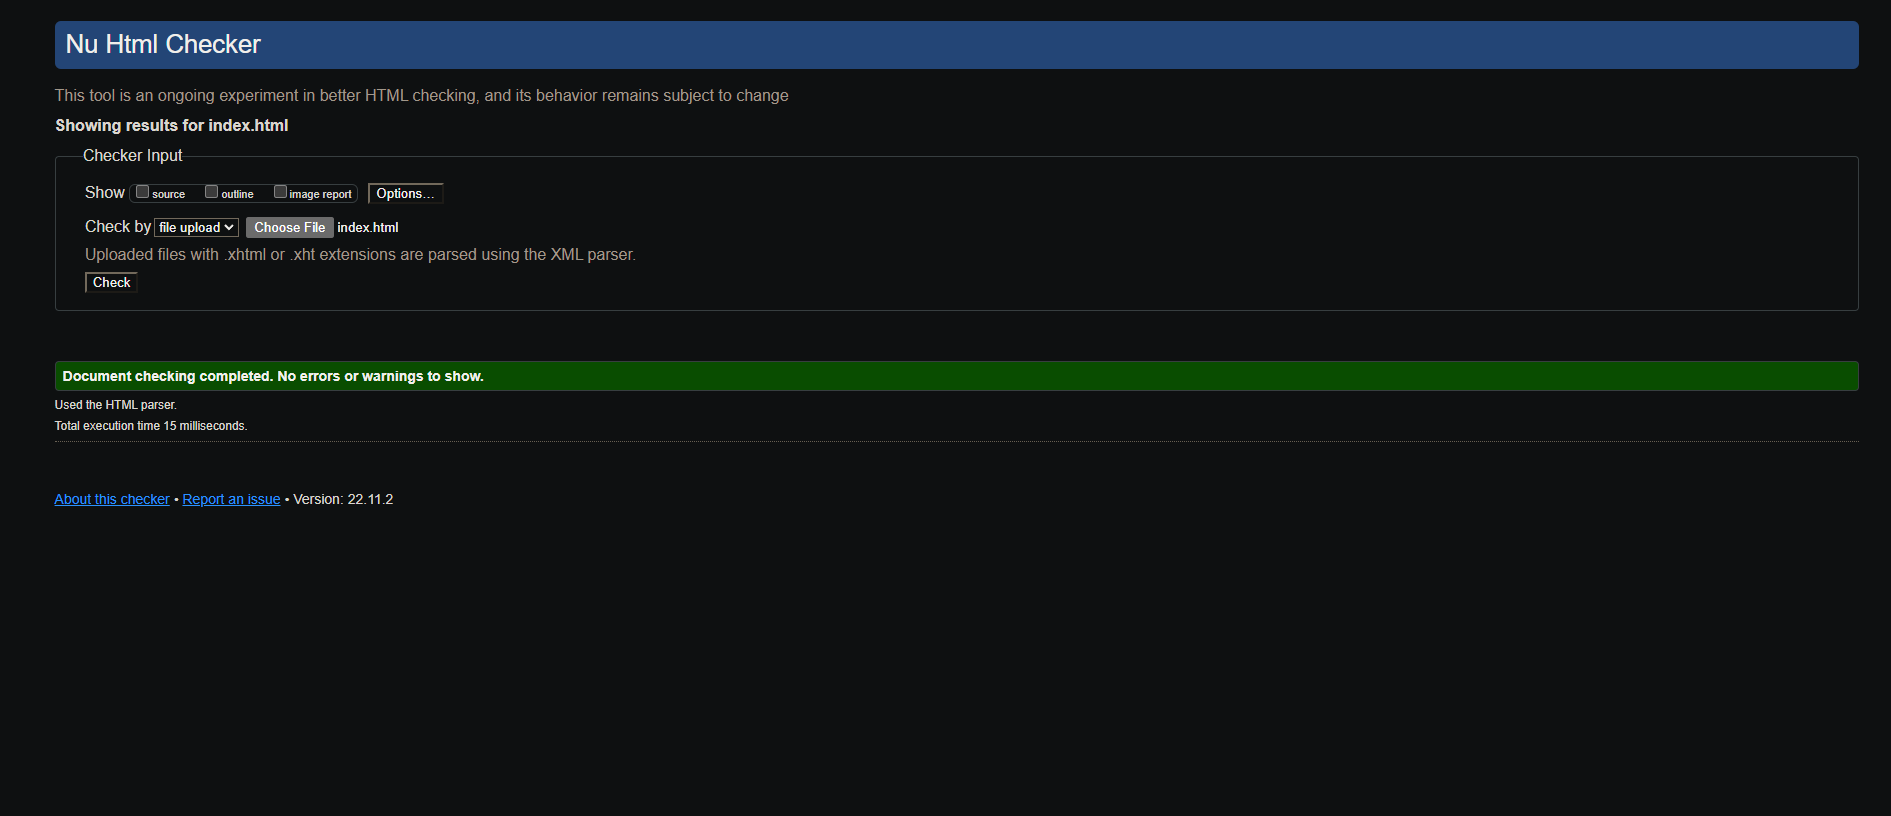 Nu Html Checker
This tool is an ongoing experiment in better HTML checking, and its behavior remains subject to change
Showing results for index.html
Checker Input
Show source outline image report Options...
Check by file upload Choose File index.html
Uploaded files with .xhtml or .xht extensions are parsed using the XML parser.
Check
Document checking completed. No errors or warnings to show.
Used the HTML parser.
Total execution time 15 milliseconds.
About this checker • Report an issue • Version: 22.11.2